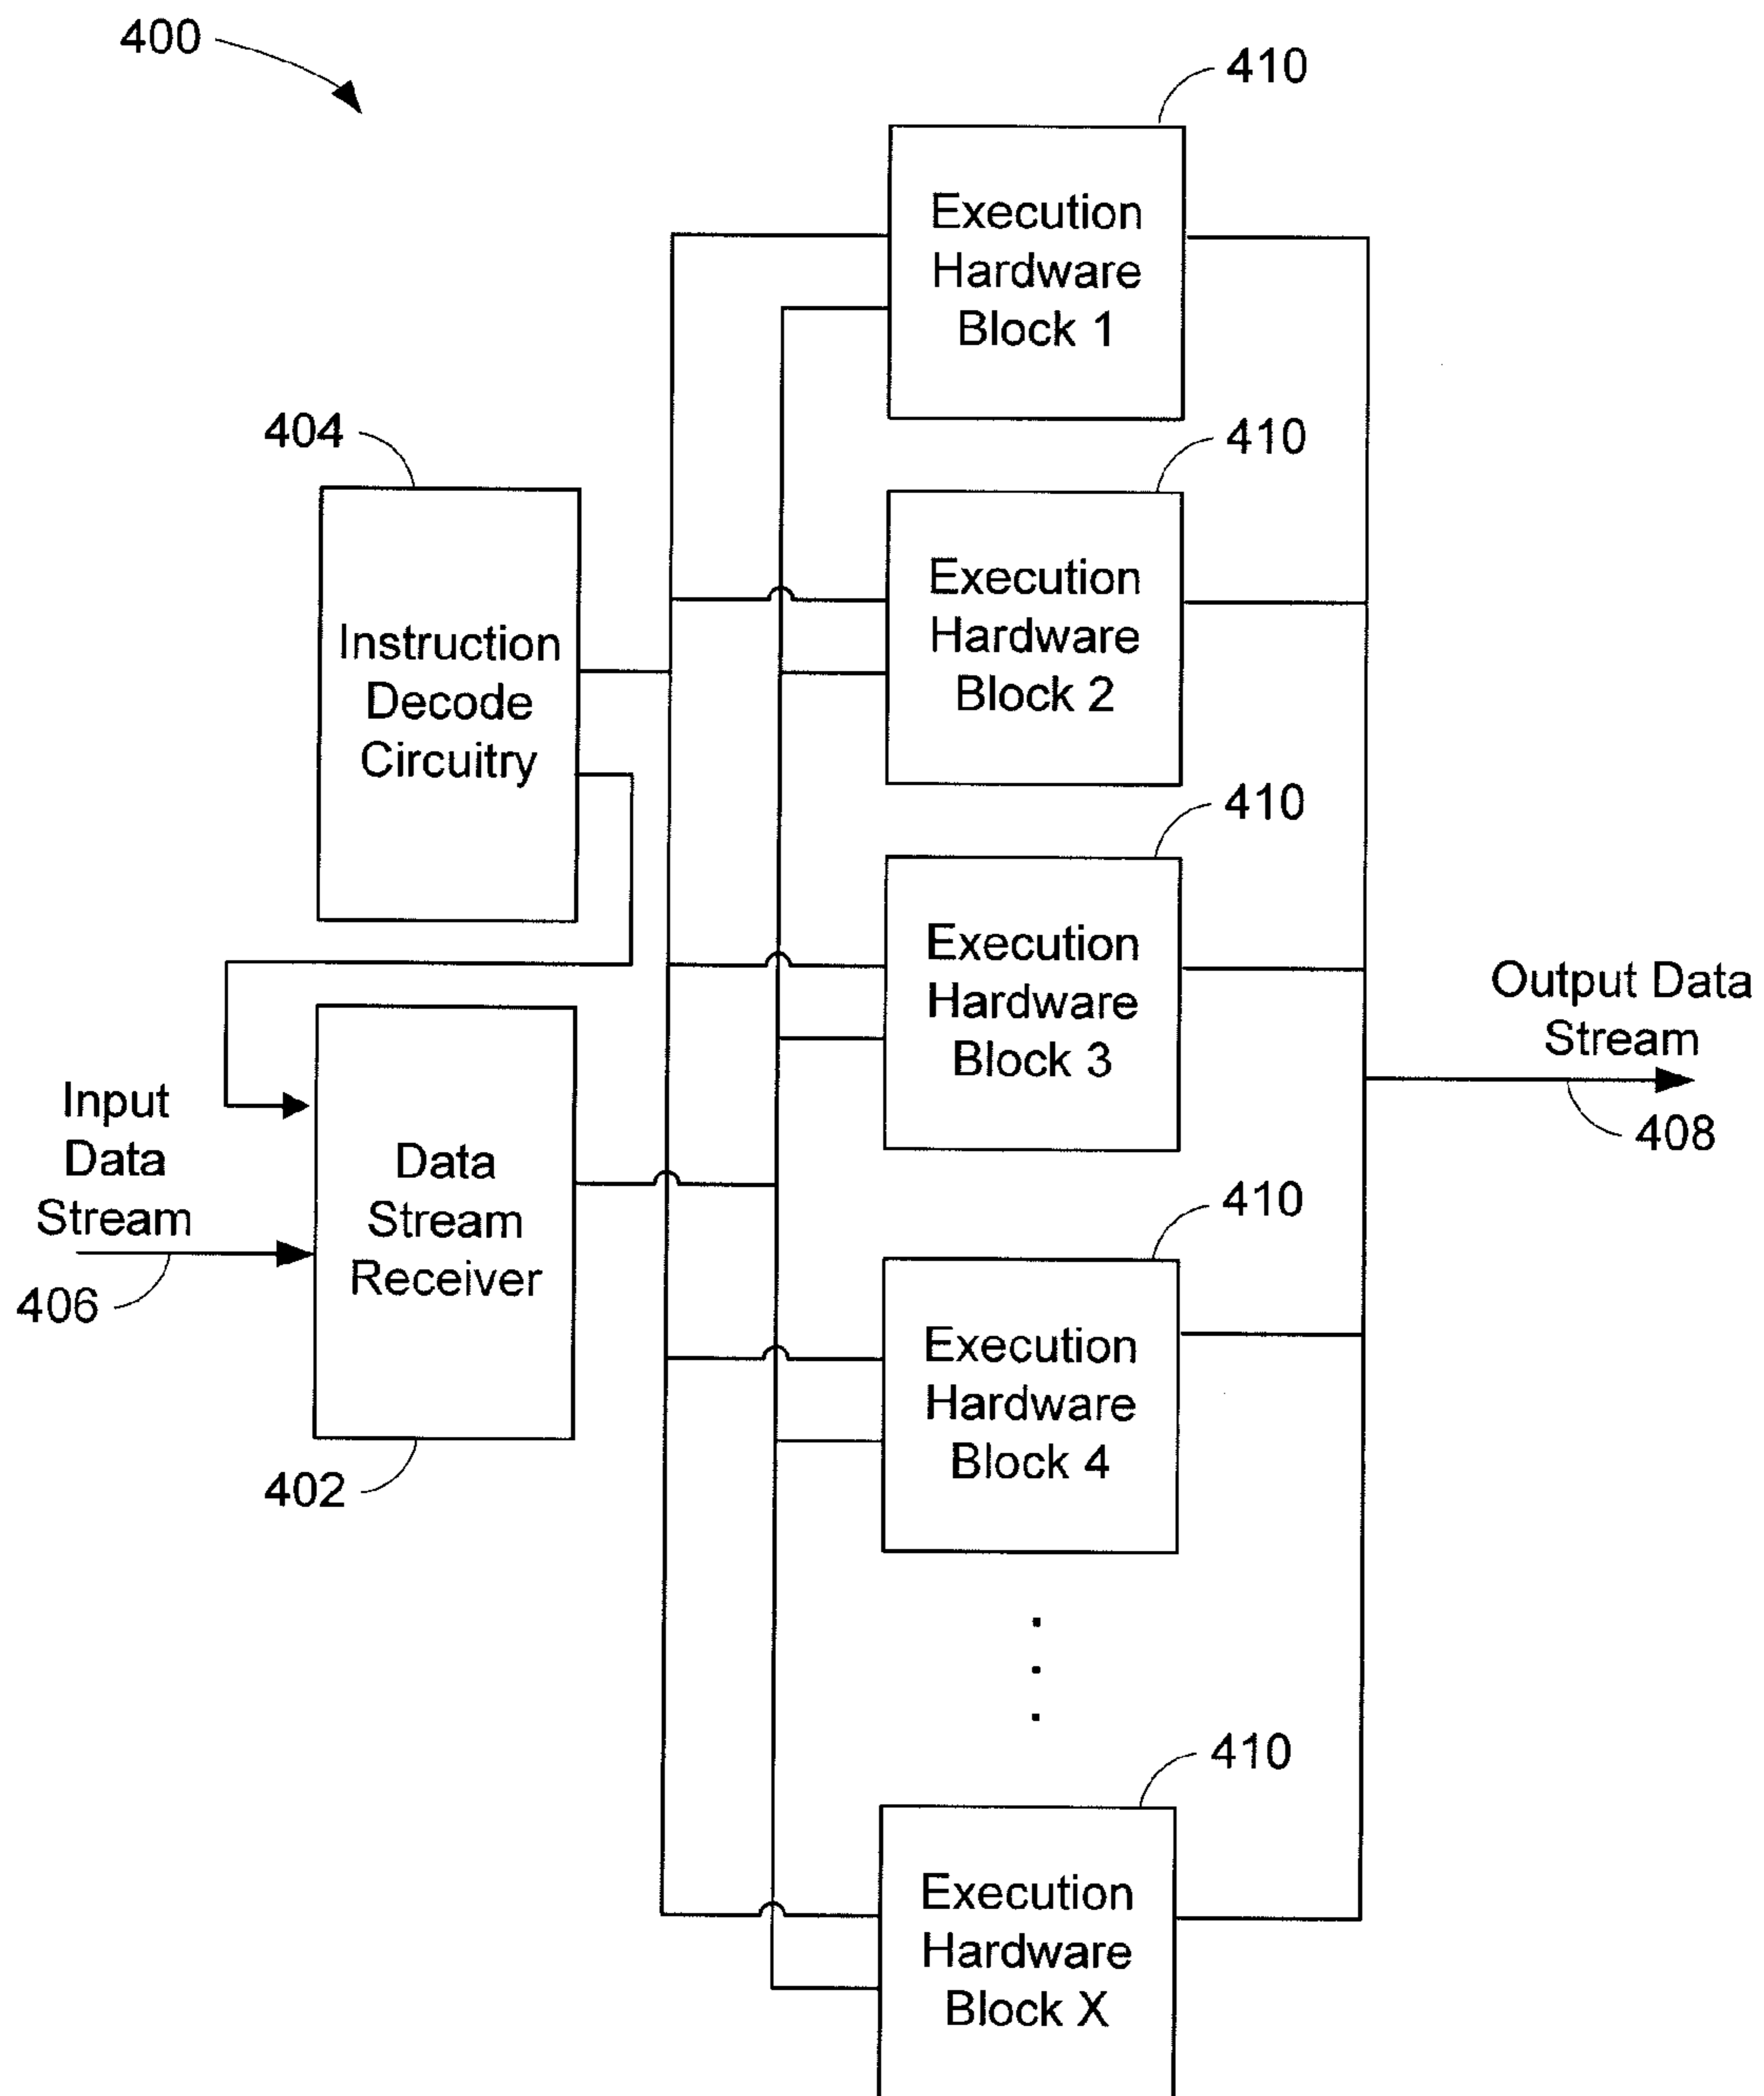 400
410
Execution
Hardware
Block 1
404
410
Instruction
Decode
Circuitry
Execution
Hardware
Block 2
410
Execution
Hardware
Block 3
Output Data
Stream
408
Input
Data
Stream
406
Data
Stream
Receiver
402
410
Execution
Hardware
Block 4
410
Execution
Hardware
Block X